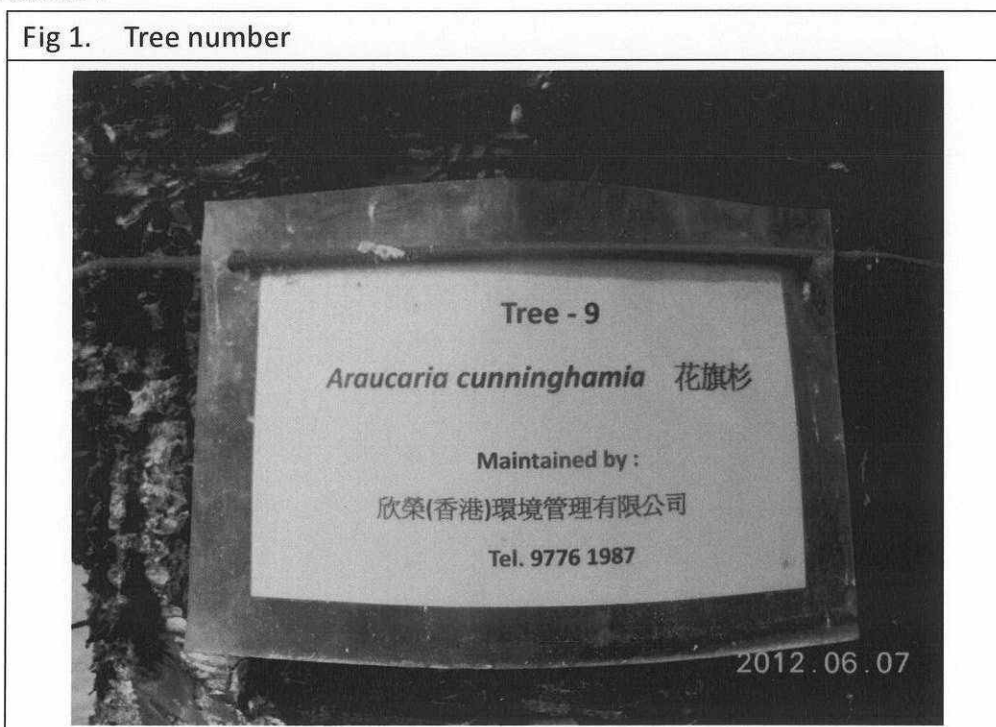 Fig 1. Tree number
Tree - 9
Araucaria cunninghamia 花旗杉
Maintained by :
欣榮(香港)環境管理有限公司
Tel. 9776 1987
2012.06.07